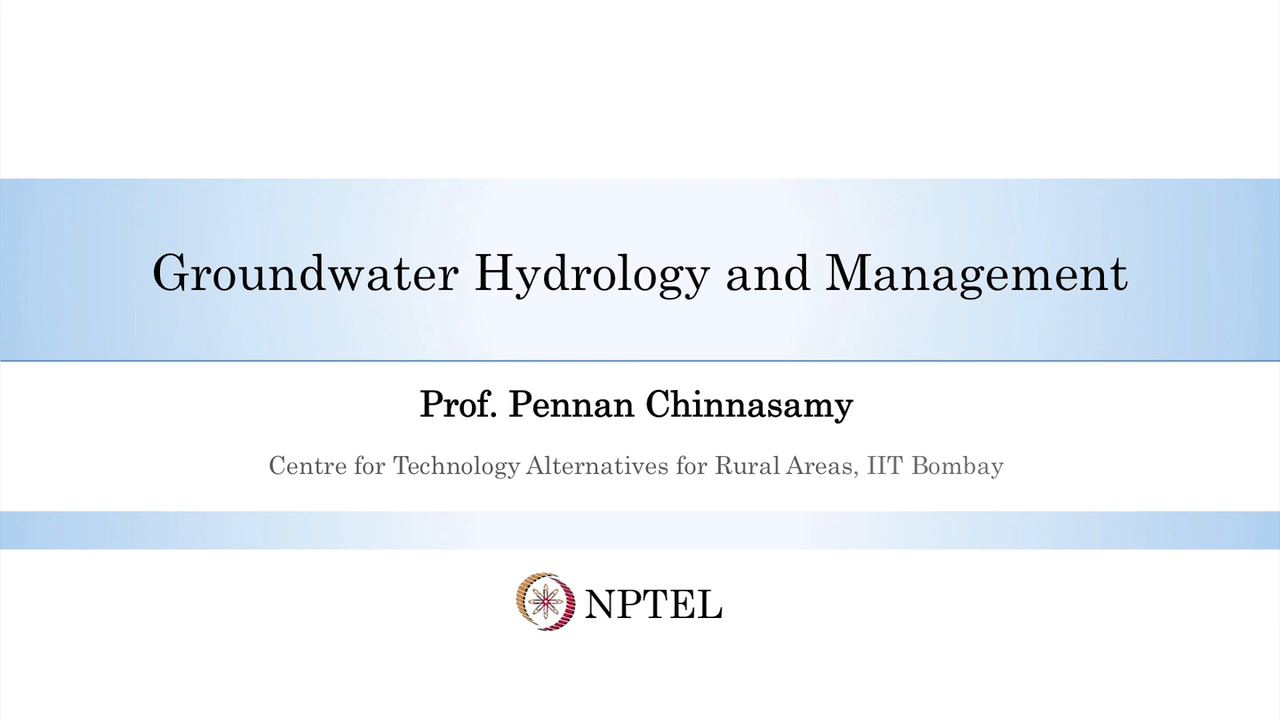 Groundwater Hydrology and Management
Prof. Pennan Chinnasamy
Centre for Technology Alternatives for Rural Areas, IIT Bombay
NPTEL